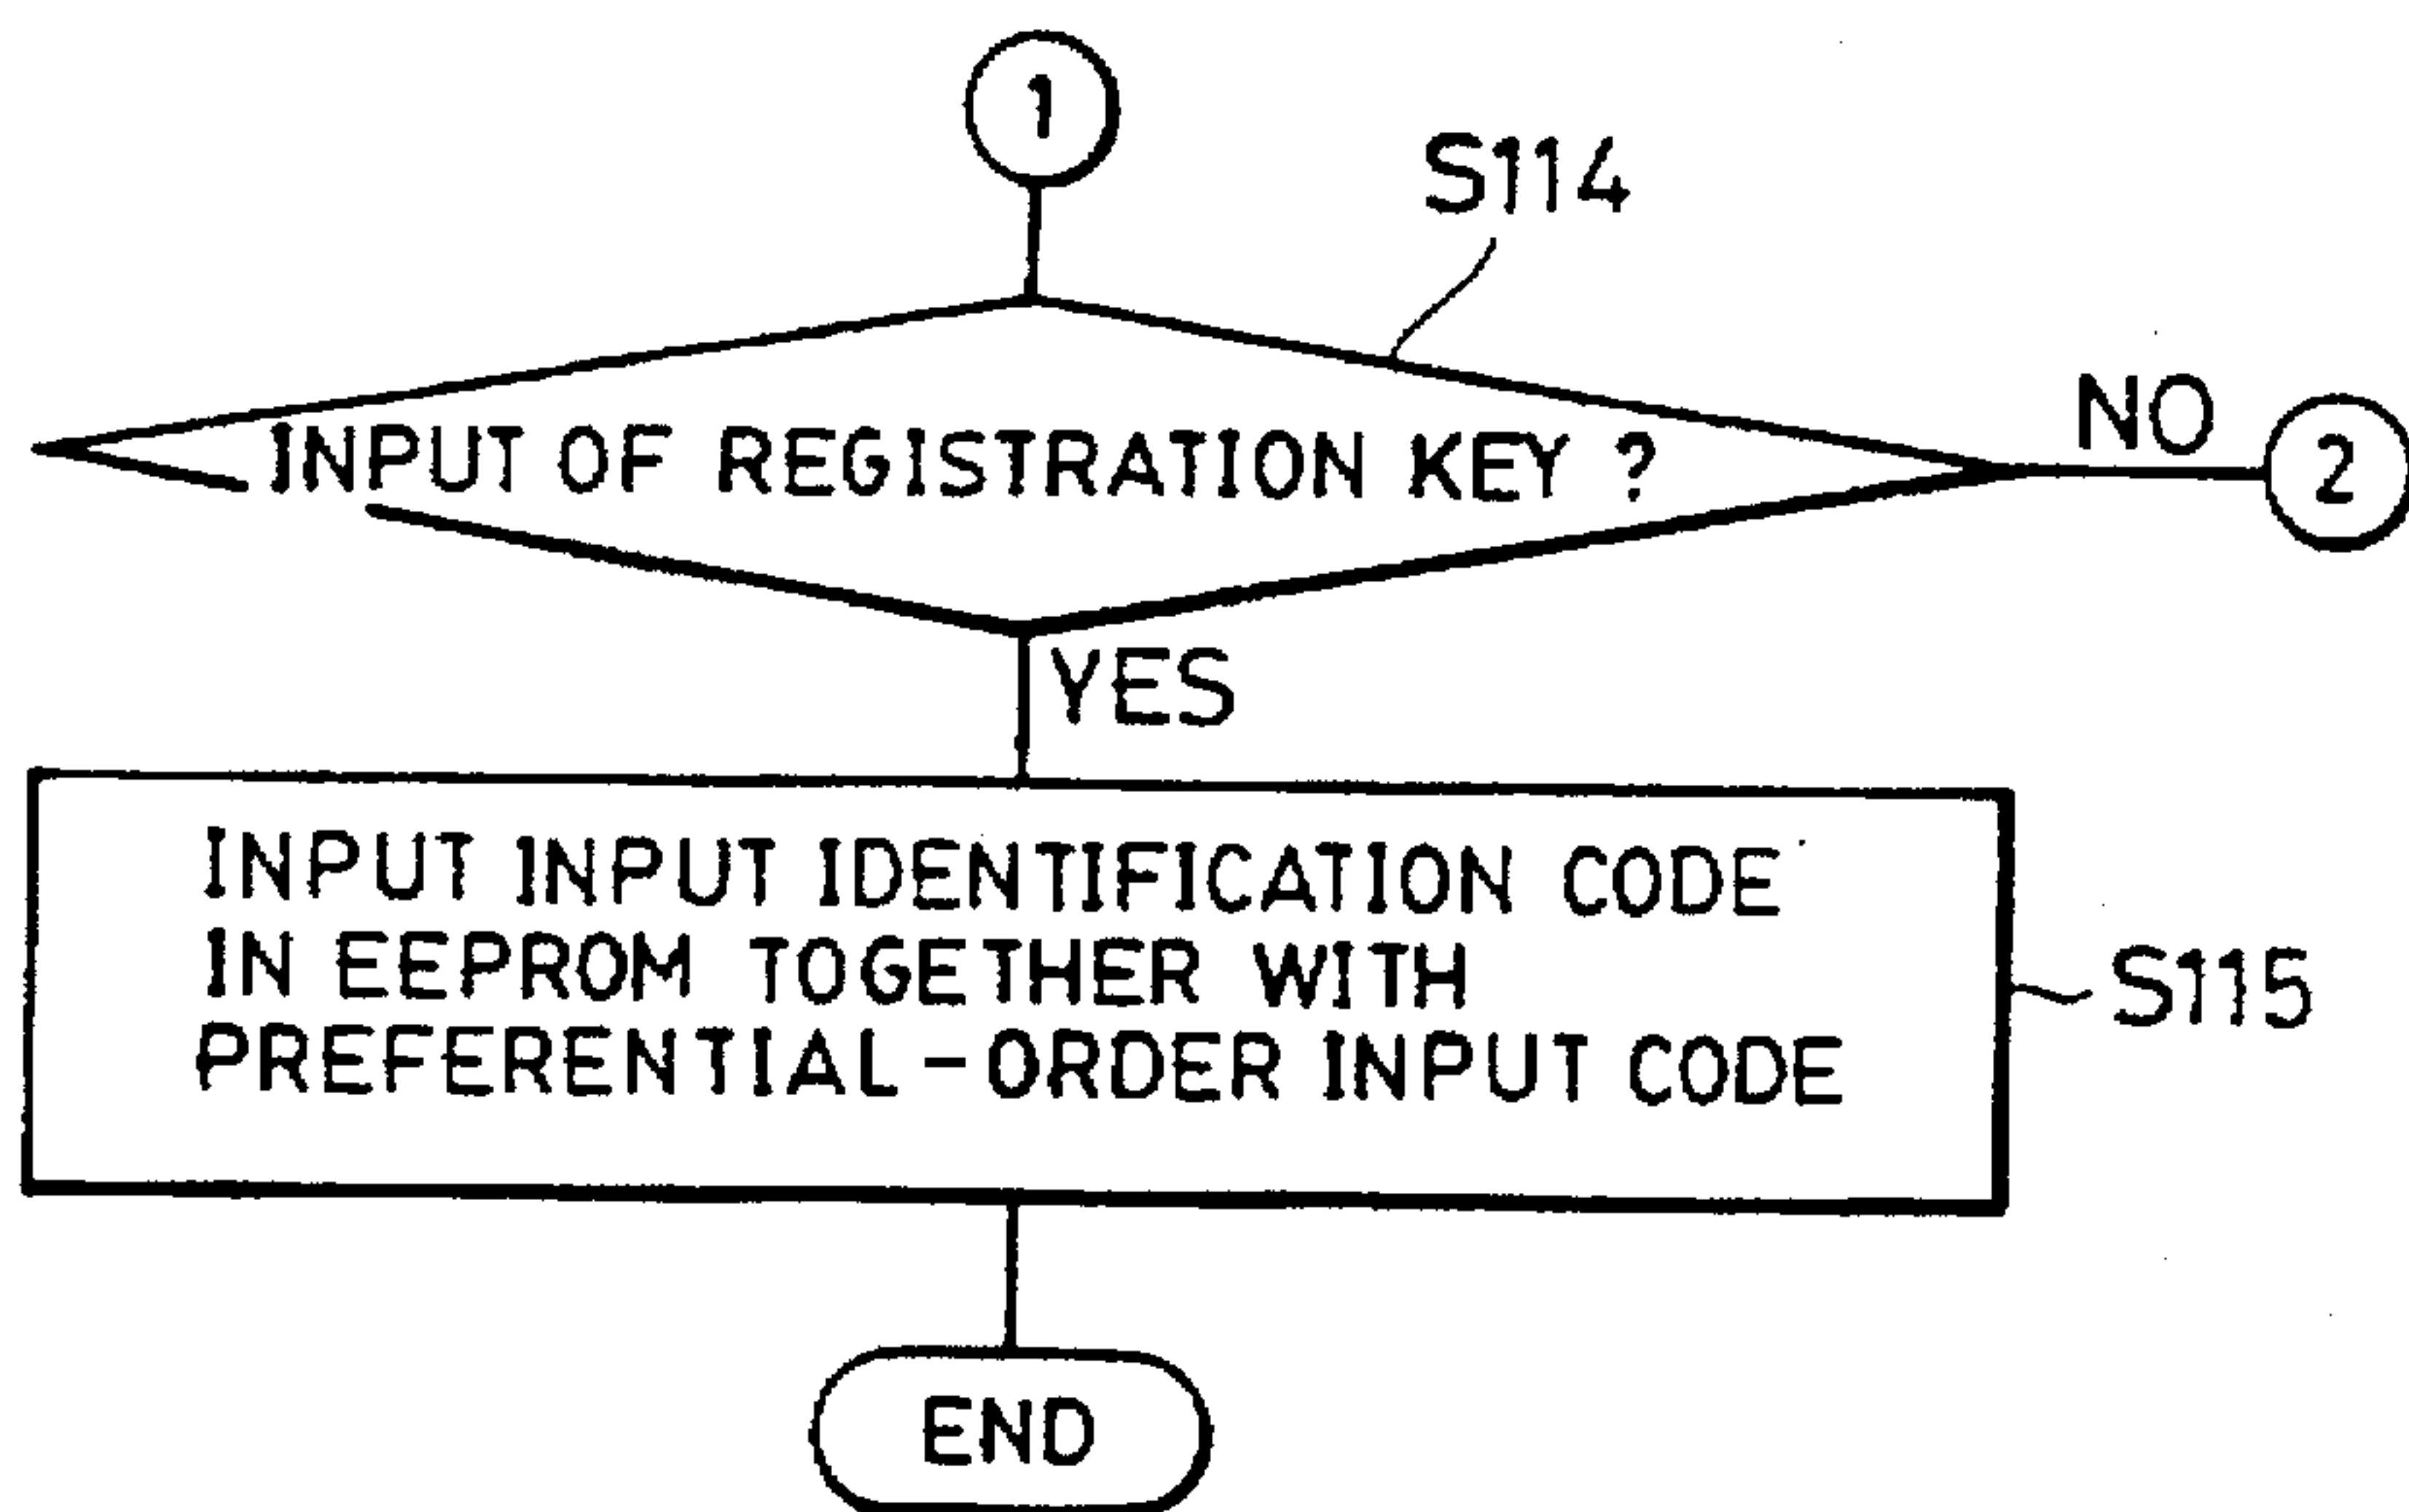 1
S114
INPUT OF REGISTRATION KEY ?
NO
2
YES
INPUT INPUT IDENTIFICATION CODE
IN EEPROM TOGETHER WITH
PREFERENTIAL-ORDER INPUT CODE
S115
END